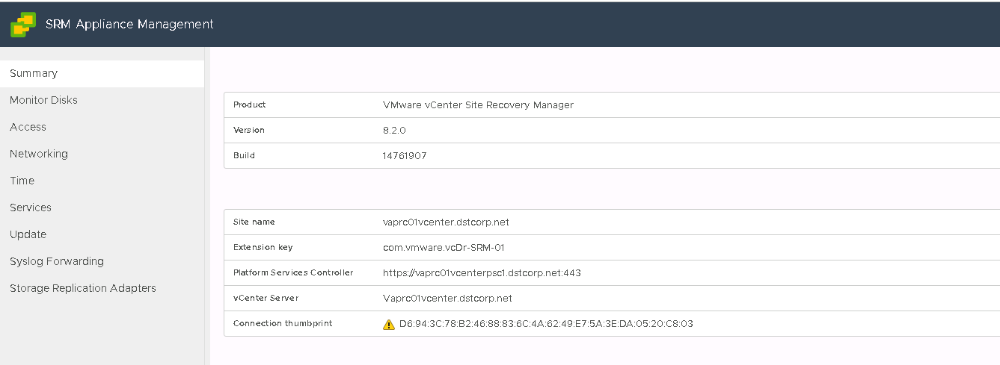 SRM Appliance Management
Summary
Monitor Disks
Access
Networking
Time
Services
Update
Syslog Forwarding
Storage Replication Adapters
Product VMware vCenter Site Recovery Manager
Version 8.2.0
Build 14761907
Site name vaprc01vcenter.dstcorp.net
Extension key com.vmware.vcDr-SRM-01
Platform Services Controller https://vaprc01vcenterpsc1.dstcorp.net:443
vCenter Server Vaprc01vcenter.dstcorp.net
Connection thumbprint D6:94:3C:78:B2:46:88:83:6C:4A:62:49:E7:5A:3E:DA:05:20:C8:03